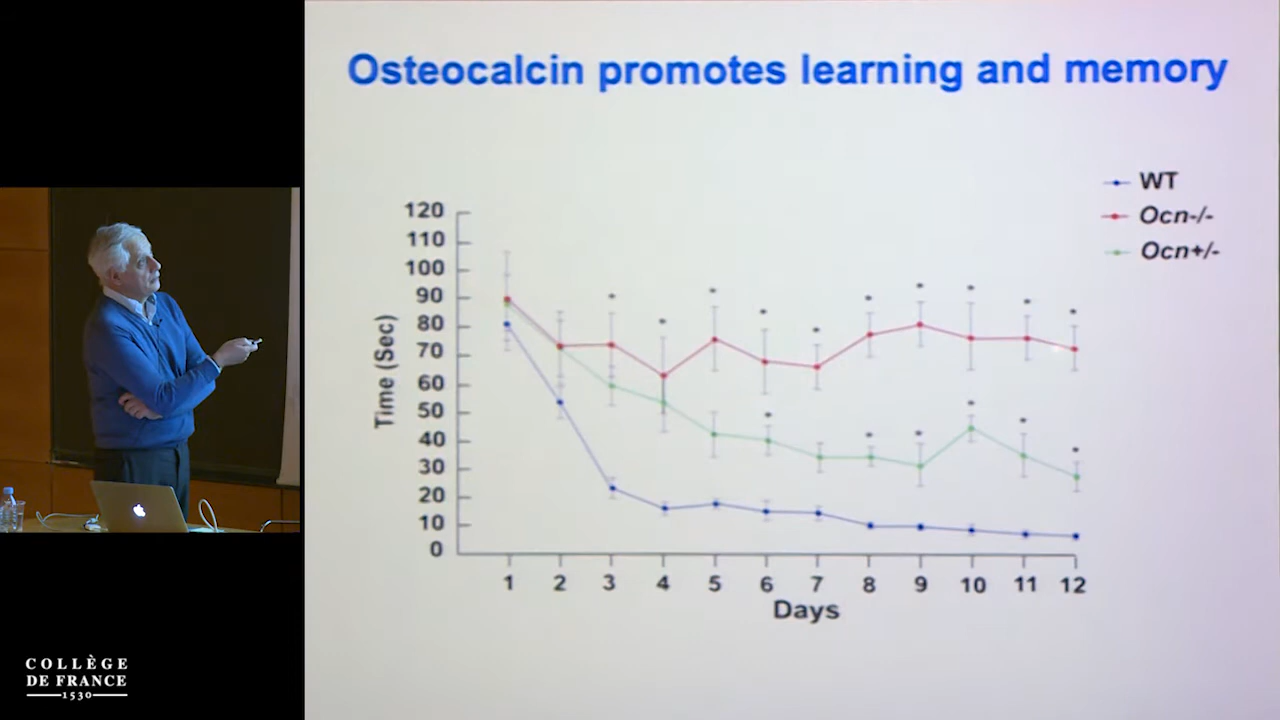 Osteocalcin promotes learning and memory
WT
Ocn-/-
Ocn+/-
120
110
100
90
80
70
60
50
40
30
20
10
0
Time (Sec)
1 2 3 4 5 6 7 8 9 10 11 12
Days
COLLÈGE
DE FRANCE
1530